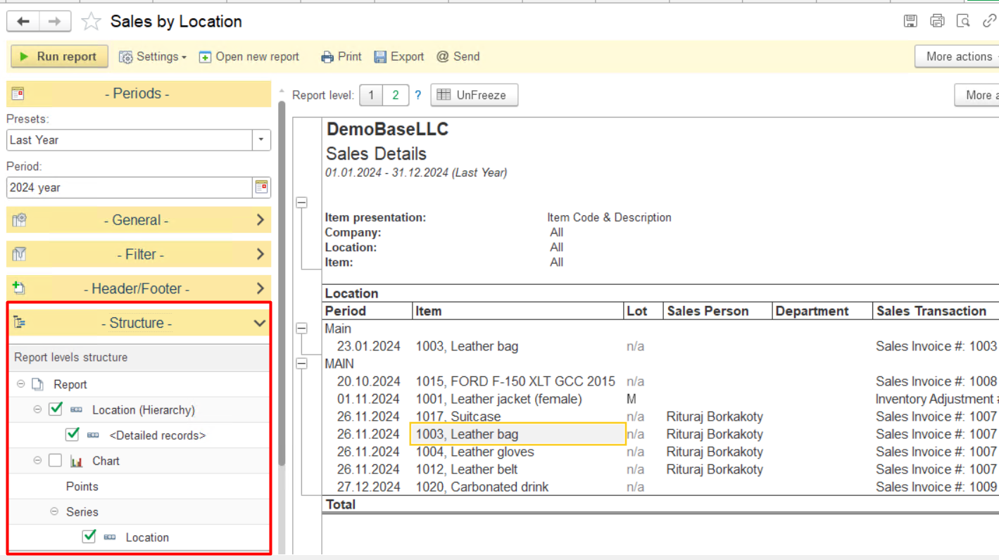 Sales by Location
Run report Settings Open new report Print Export @ Send More actions
- Periods -
Presets:
Last Year
Period:
2024 year
- General -
- Filter -
- Header/Footer -
- Structure -
Report levels structure
Report
Location (Hierarchy)
<Detailed records>
Chart
Points
Series
Location
Report level: 1 2 ? UnFreeze More a
DemoBaseLLC
Sales Details
01.01.2024 - 31.12.2024 (Last Year)
Item presentation: Item Code & Description
Company: All
Location: All
Item: All
Location
Period Item Lot Sales Person Department Sales Transaction
Main
23.01.2024 1003, Leather bag n/a Sales Invoice #: 1003
MAIN
20.10.2024 1015, FORD F-150 XLT GCC 2015 n/a Sales Invoice #: 1008
01.11.2024 1001, Leather jacket (female) M Inventory Adjustment #
26.11.2024 1017, Suitcase n/a Rituraj Borkakoty Sales Invoice #: 1007
26.11.2024 1003, Leather bag n/a Rituraj Borkakoty Sales Invoice #: 1007
26.11.2024 1004, Leather gloves n/a Rituraj Borkakoty Sales Invoice #: 1007
26.11.2024 1012, Leather belt n/a Rituraj Borkakoty Sales Invoice #: 1007
27.12.2024 1020, Carbonated drink n/a Sales Invoice #: 1009
Total